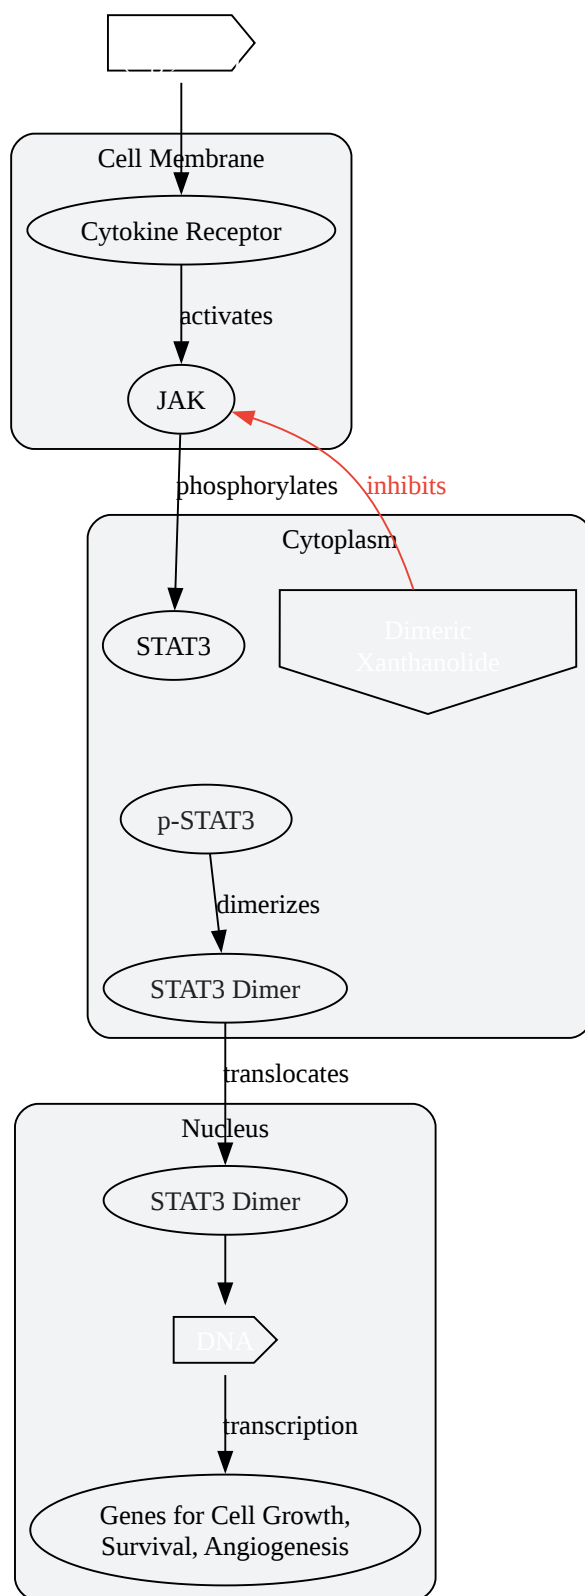 Cell Membrane
Cytokine Receptor
activates
JAK
phosphorylates
inhibits
Cytoplasm
Dimeric
Xanthanolide
STAT3
p-STAT3
dimerizes
STAT3 Dimer
translocates
Nucleus
STAT3 Dimer
DNA
transcription
Genes for Cell Growth,
Survival, Angiogenesis